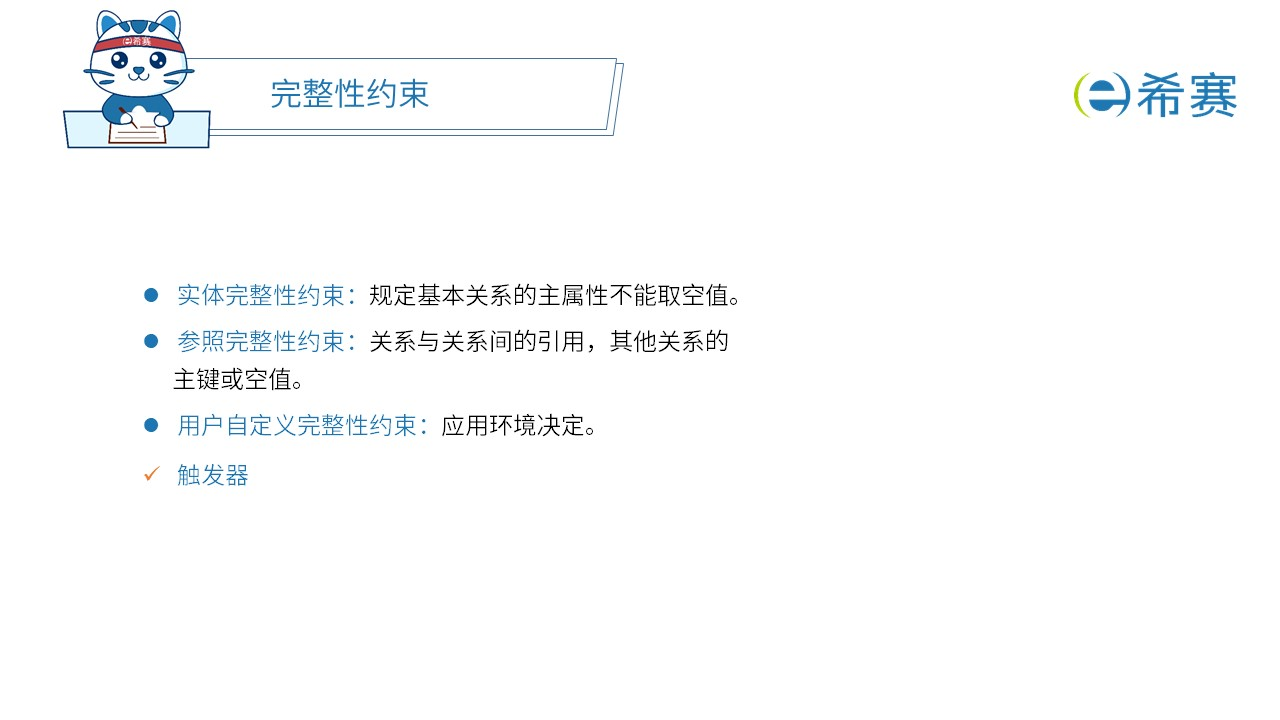 希赛
完整性约束
希赛
实体完整性约束：规定基本关系的主属性不能取空值。
参照完整性约束：关系与关系间的引用，其他关系的
主键或空值。
用户自定义完整性约束：应用环境决定。
触发器